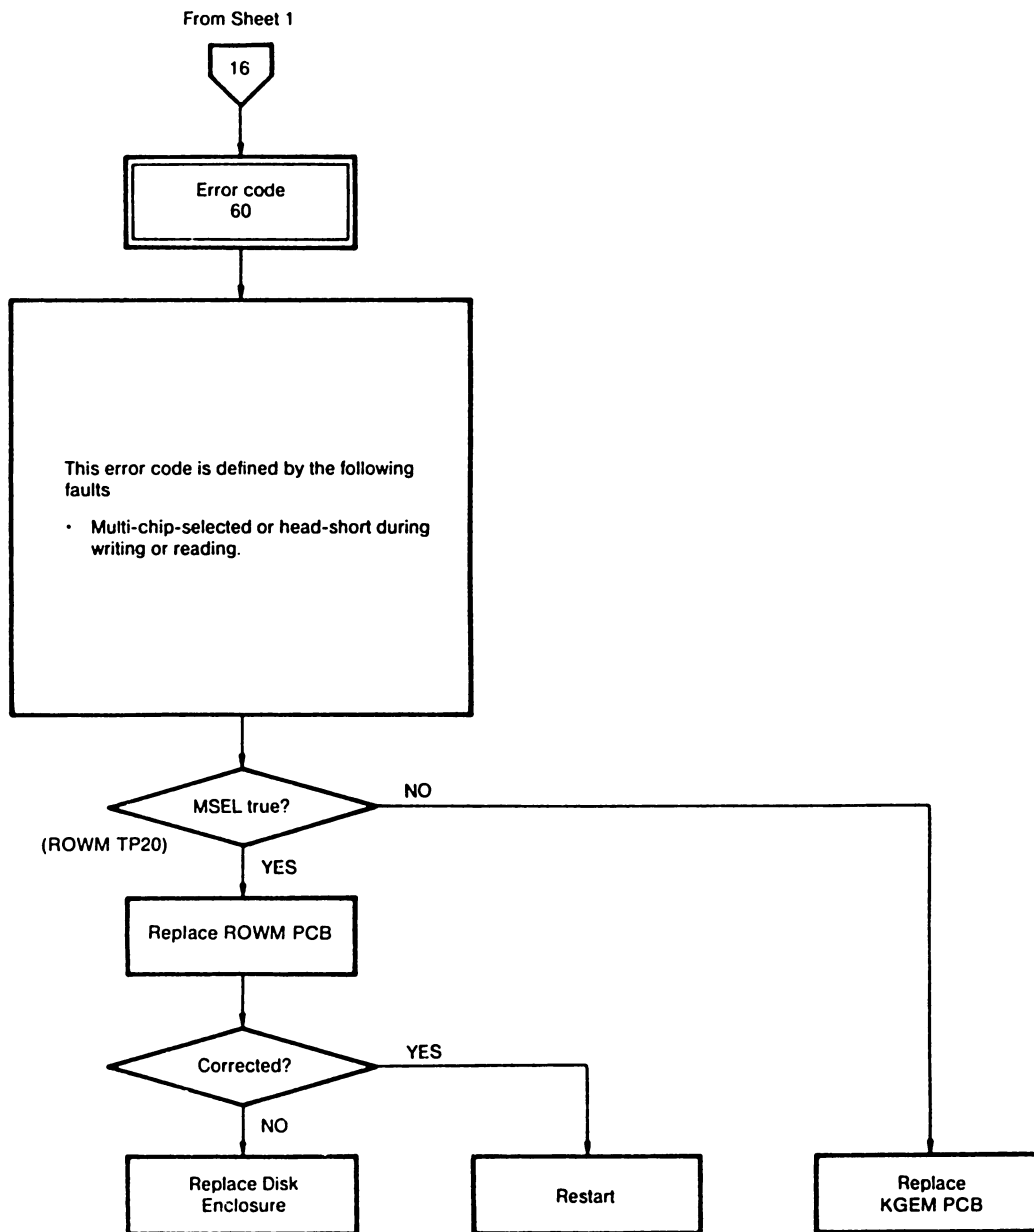 From Sheet 1
16
Error code
60
This error code is defined by the following
faults
• Multi-chip-selected or head-short during
writing or reading.
MSEL true?
NO
(ROWM TP20)
YES
Replace ROWM PCB
Corrected?
YES
NO
Replace Disk
Enclosure
Restart
Replace
KGEM PCB